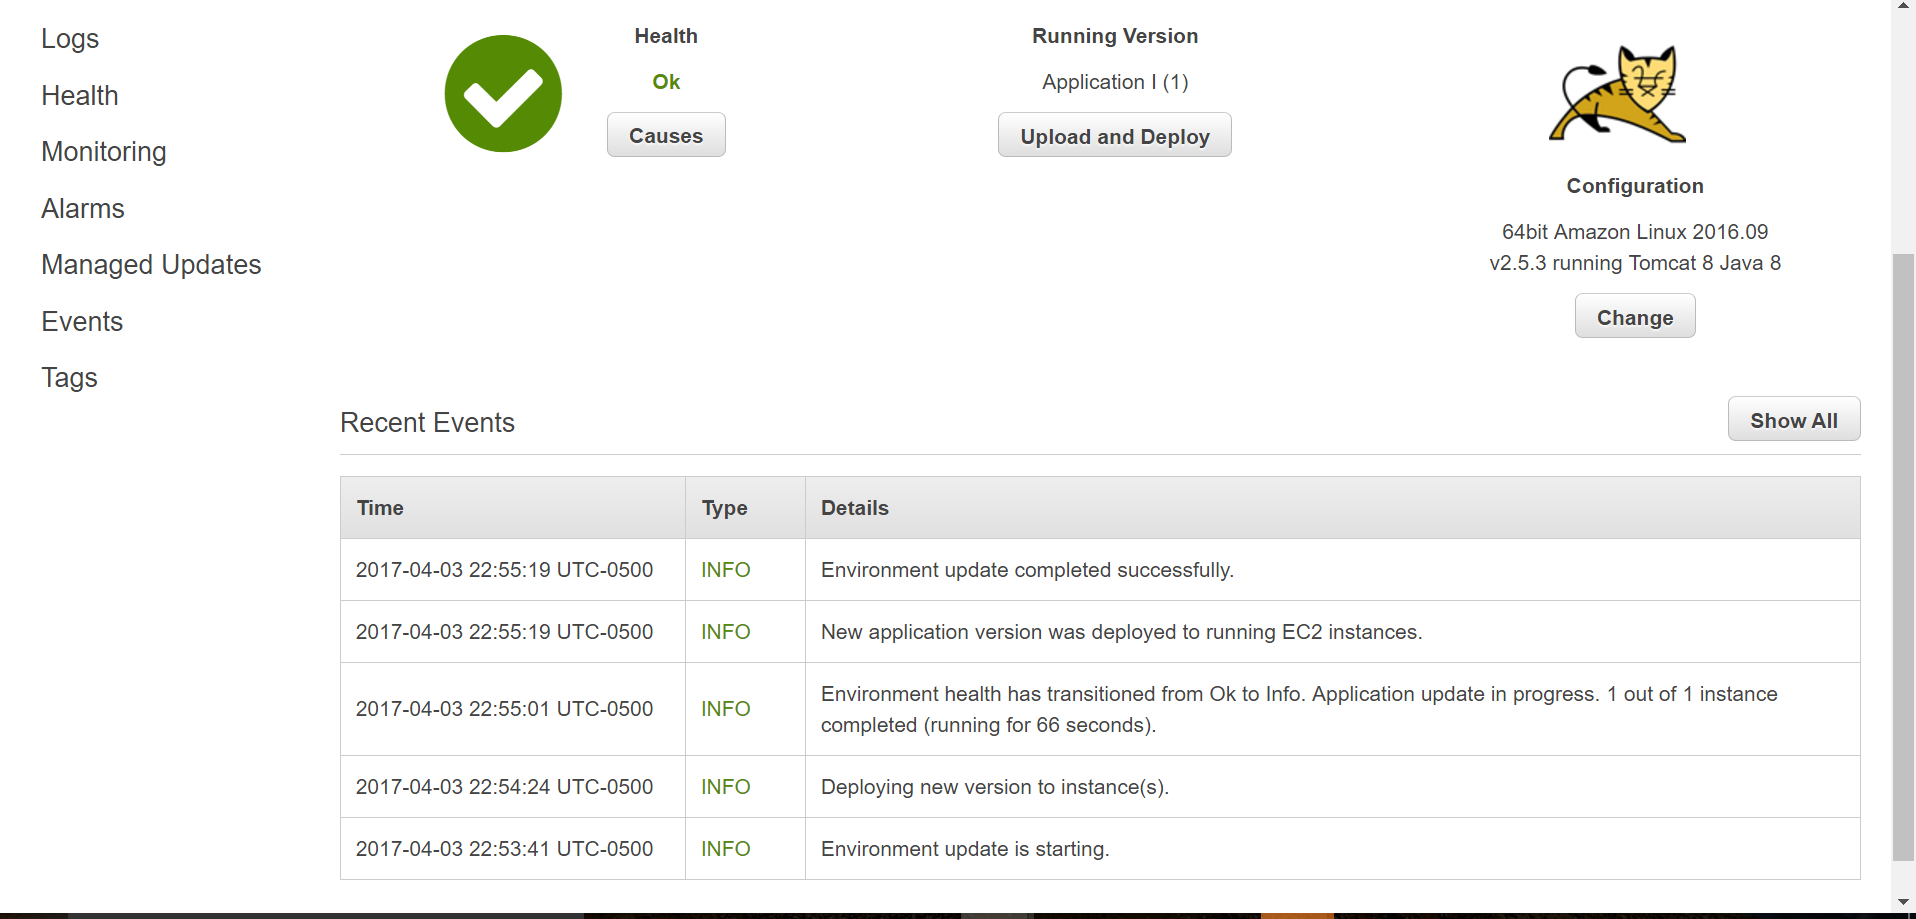 Logs
Health
Monitoring
Alarms
Managed Updates
Events
Tags
Health
Ok
Causes
Running Version
Application I (1)
Upload and Deploy
Configuration
64bit Amazon Linux 2016.09
v2.5.3 running Tomcat 8 Java 8
Change
Recent Events
Show All
Time Type Details
2017-04-03 22:55:19 UTC-0500 INFO Environment update completed successfully.
2017-04-03 22:55:19 UTC-0500 INFO New application version was deployed to running EC2 instances.
2017-04-03 22:55:01 UTC-0500 INFO Environment health has transitioned from Ok to Info. Application update in progress. 1 out of 1 instance
completed (running for 66 seconds).
2017-04-03 22:54:24 UTC-0500 INFO Deploying new version to instance(s).
2017-04-03 22:53:41 UTC-0500 INFO Environment update is starting.